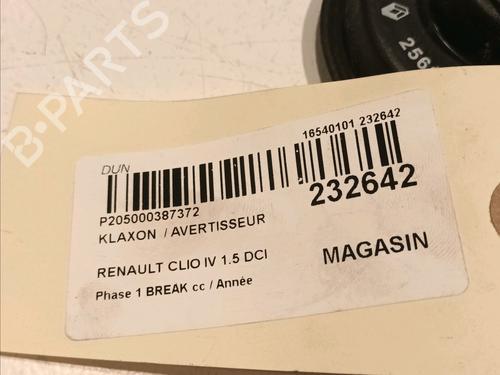 B-PARTS
256
DUN
16540101 232642
P205000387372
232642
KLAXON / AVERTISSEUR
RENAULT CLIO IV 1.5 DCI
MAGASIN
Phase 1 BREAK cc / Année